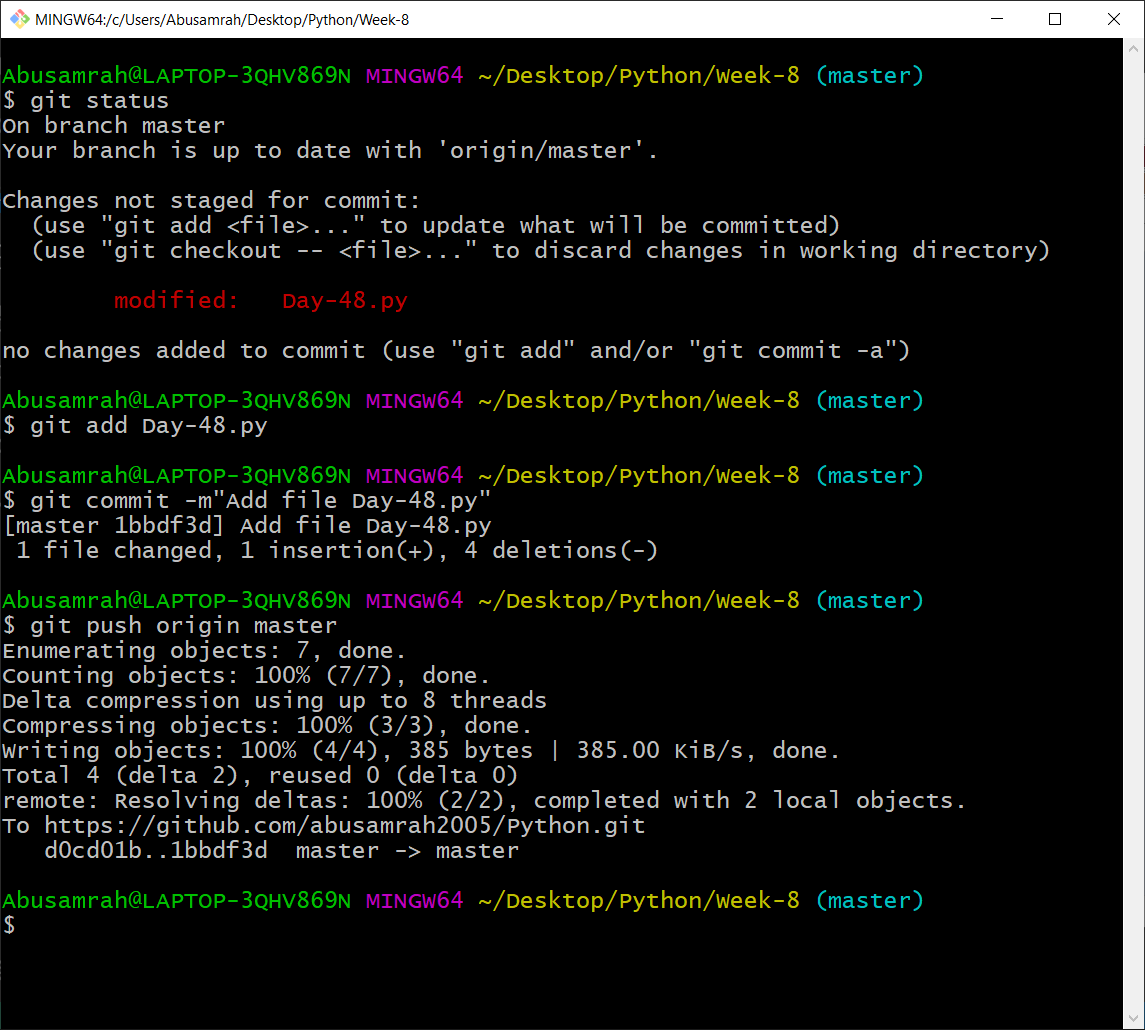 MINGW64:/c/Users/Abusamrah/Desktop/Python/Week-8
Abusamrah@LAPTOP-3QHV869N MINGW64 ~/Desktop/Python/Week-8 (master)
$ git status
On branch master
Your branch is up to date with 'origin/master'.
Changes not staged for commit:
  (use "git add <file>..." to update what will be committed)
  (use "git checkout -- <file>..." to discard changes in working directory)
        modified:   Day-48.py
no changes added to commit (use "git add" and/or "git commit -a")
Abusamrah@LAPTOP-3QHV869N MINGW64 ~/Desktop/Python/Week-8 (master)
$ git add Day-48.py
Abusamrah@LAPTOP-3QHV869N MINGW64 ~/Desktop/Python/Week-8 (master)
$ git commit -m"Add file Day-48.py"
[master 1bbdf3d] Add file Day-48.py
 1 file changed, 1 insertion(+), 4 deletions(-)
Abusamrah@LAPTOP-3QHV869N MINGW64 ~/Desktop/Python/Week-8 (master)
$ git push origin master
Enumerating objects: 7, done.
Counting objects: 100% (7/7), done.
Delta compression using up to 8 threads
Compressing objects: 100% (3/3), done.
Writing objects: 100% (4/4), 385 bytes | 385.00 KiB/s, done.
Total 4 (delta 2), reused 0 (delta 0)
remote: Resolving deltas: 100% (2/2), completed with 2 local objects.
To https://github.com/abusamrah2005/Python.git
   d0cd01b..1bbdf3d  master -> master
Abusamrah@LAPTOP-3QHV869N MINGW64 ~/Desktop/Python/Week-8 (master)
$